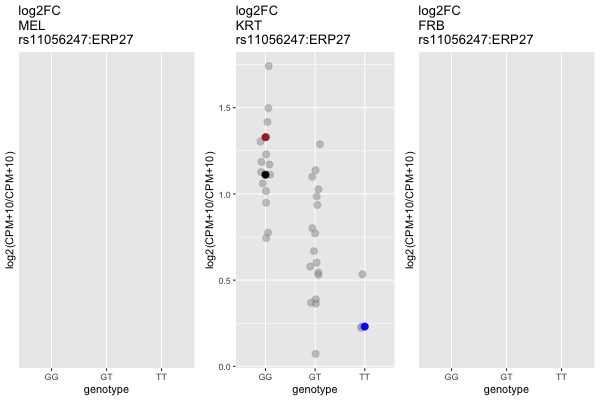 log2FC
MEL
rs11056247:ERP27
log2(CPM+10/CPM+10)
GG GT TT
genotype
log2FC
KRT
rs11056247:ERP27
log2(CPM+10/CPM+10)
1.5
1.0
0.5
0.0
GG GT TT
genotype
log2FC
FRB
rs11056247:ERP27
log2(CPM+10/CPM+10)
GG GT TT
genotype